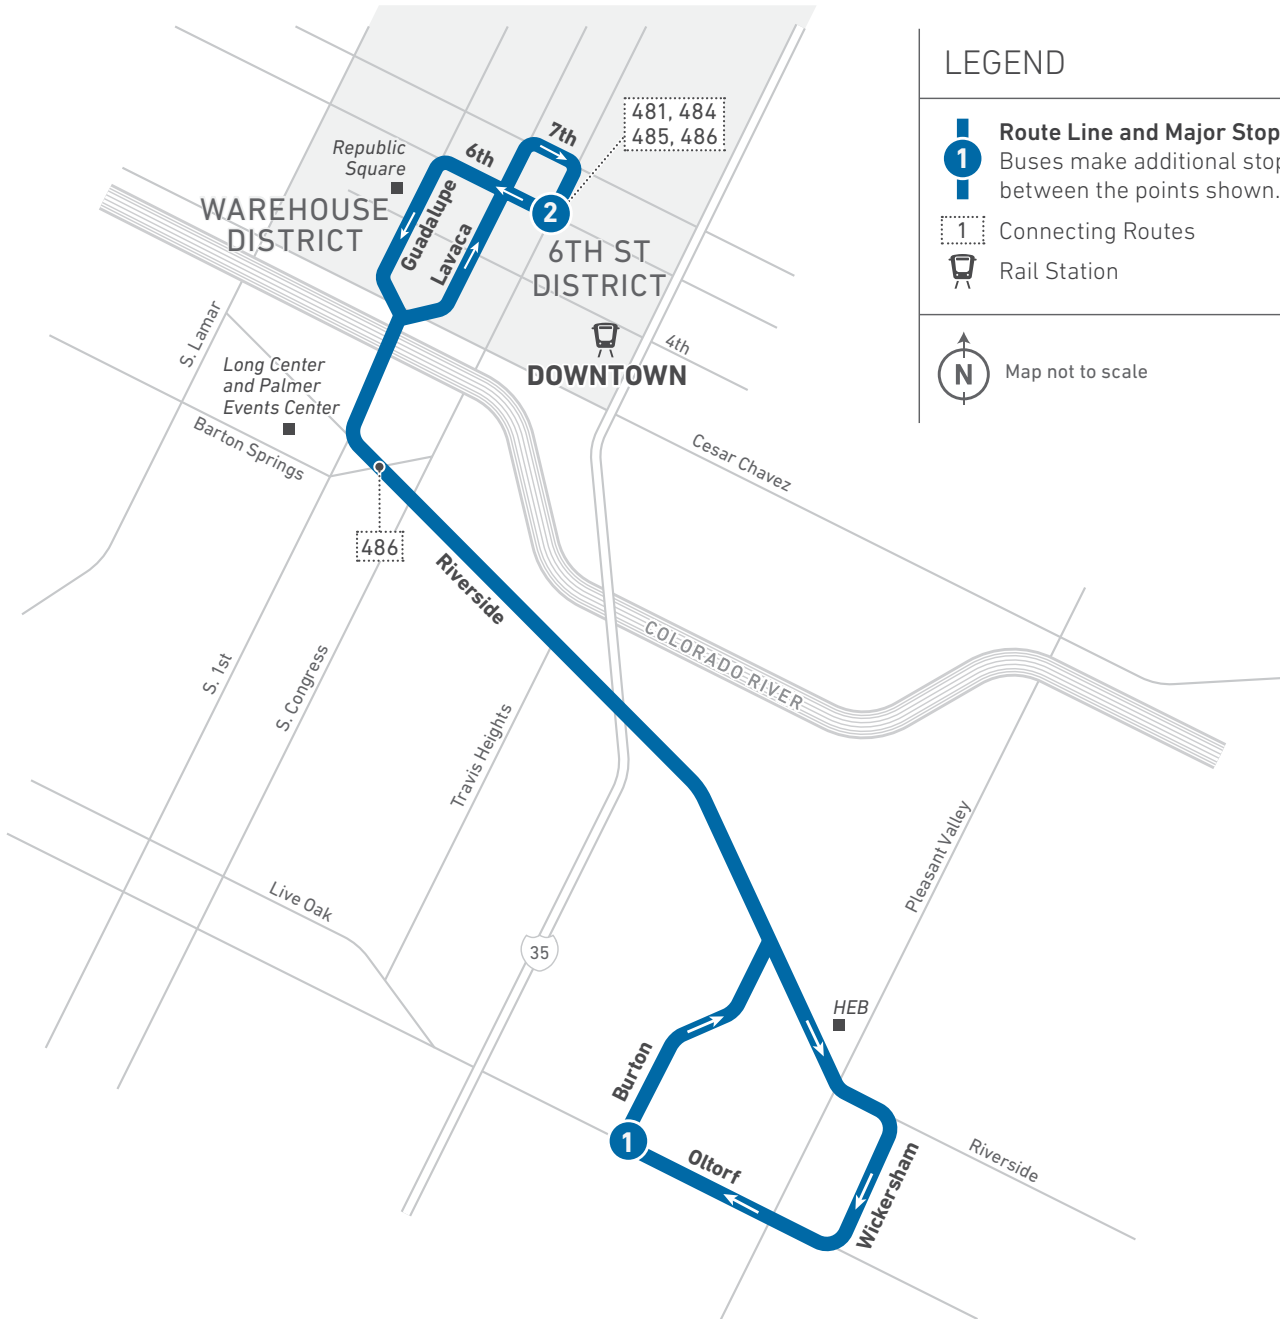 LEGEND
Route Line and Major Stop
1
Buses make additional stop
between the points shown.
1 Connecting Routes
Rail Station
N Map not to scale
481, 484
485, 486
7th
6th
Republic
Square
WAREHOUSE
DISTRICT
Guadalupe
Lavaca
2
6TH ST
DISTRICT
4th
DOWNTOWN
S. Lamar
Long Center
and Palmer
Events Center
Barton Springs
Cesar Chavez
486
Riverside
COLORADO RIVER
S. 1st
S. Congress
Travis Heights
Pleasant Valley
Live Oak
35
HEB
Burton
1
Oltorf
Wickersham
Riverside